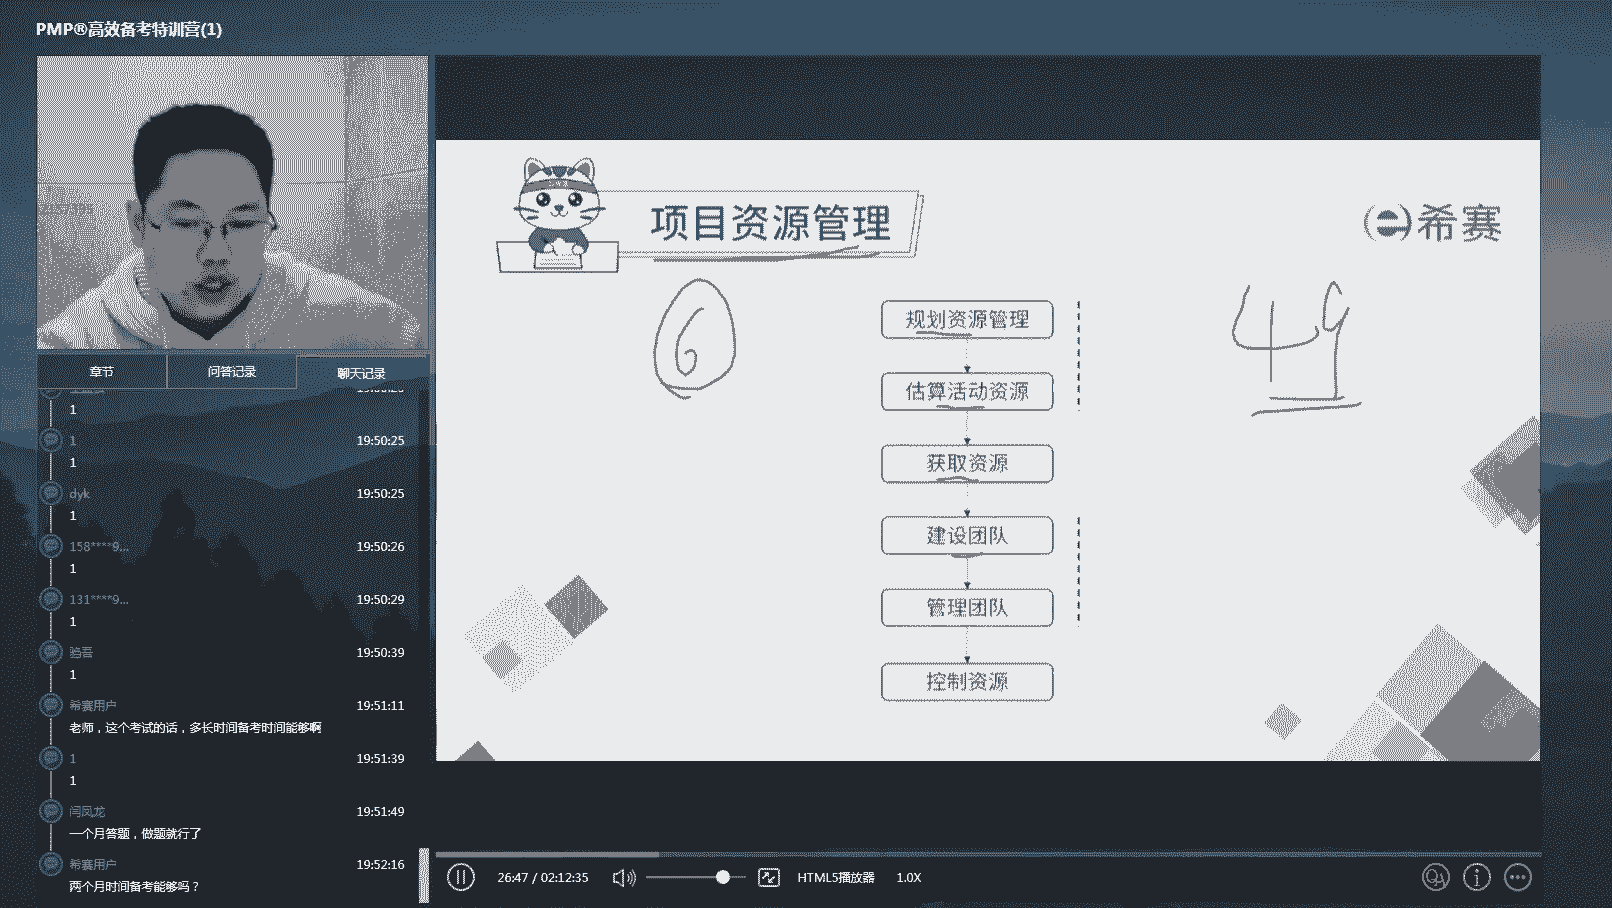 PMP®高效备考特训营(1)
章节
问答记录
聊天记录
1
1
19:50:25
1
dyk
19:50:25
1
158****9...
19:50:26
1
131****9...
19:50:29
1
19:50:39
1
希赛用户
19:51:11
老师，这个考试的话，多长时间备考时间能够啊
1
19:51:39
1
闫凤龙
19:51:49
一个月答题，做题就行了
希赛用户
19:52:16
两个月时间备考能够吗？
项目资源管理
希赛
6
49
规划资源管理
估算活动资源
获取资源
建设团队
管理团队
控制资源
26:47 / 02:12:35
HTML5播放器
1.0X